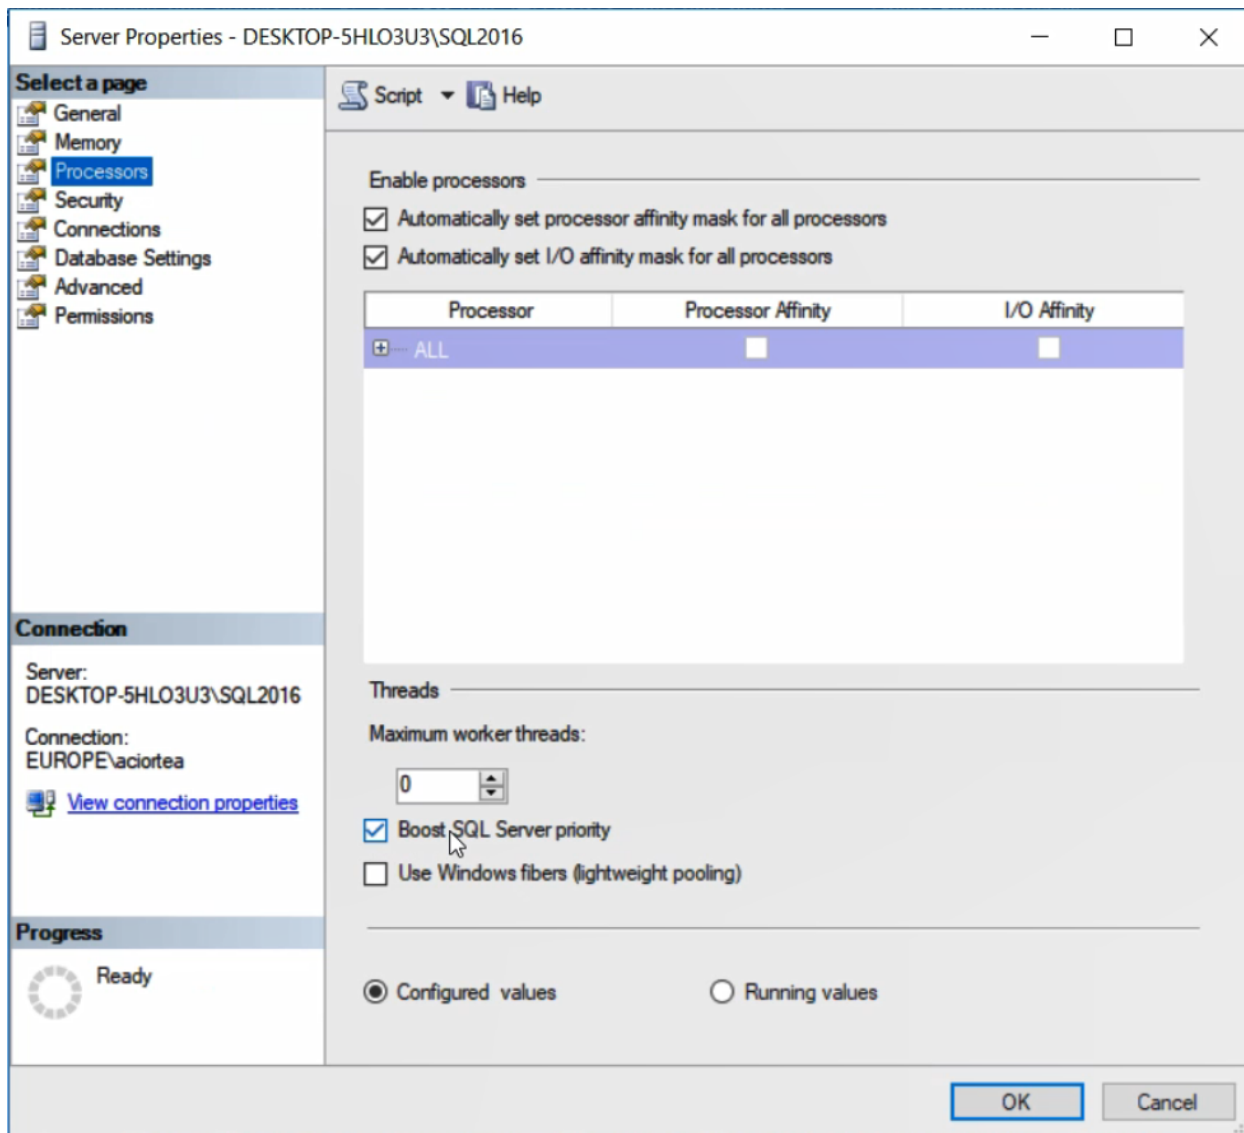 Server Properties - DESKTOP-5HLO3U3\SQL2016
Select a page
General
Memory
Processors
Security
Connections
Database Settings
Advanced
Permissions
Connection
Server:
DESKTOP-5HLO3U3\SQL2016
Connection:
EUROPE\aciortea
View connection properties
Progress
Ready
Script Help
Enable processors
Automatically set processor affinity mask for all processors
Automatically set I/O affinity mask for all processors
Processor Processor Affinity I/O Affinity
ALL
Threads
Maximum worker threads:
0
Boost SQL Server priority
Use Windows fibers (lightweight pooling)
Configured values Running values
OK Cancel